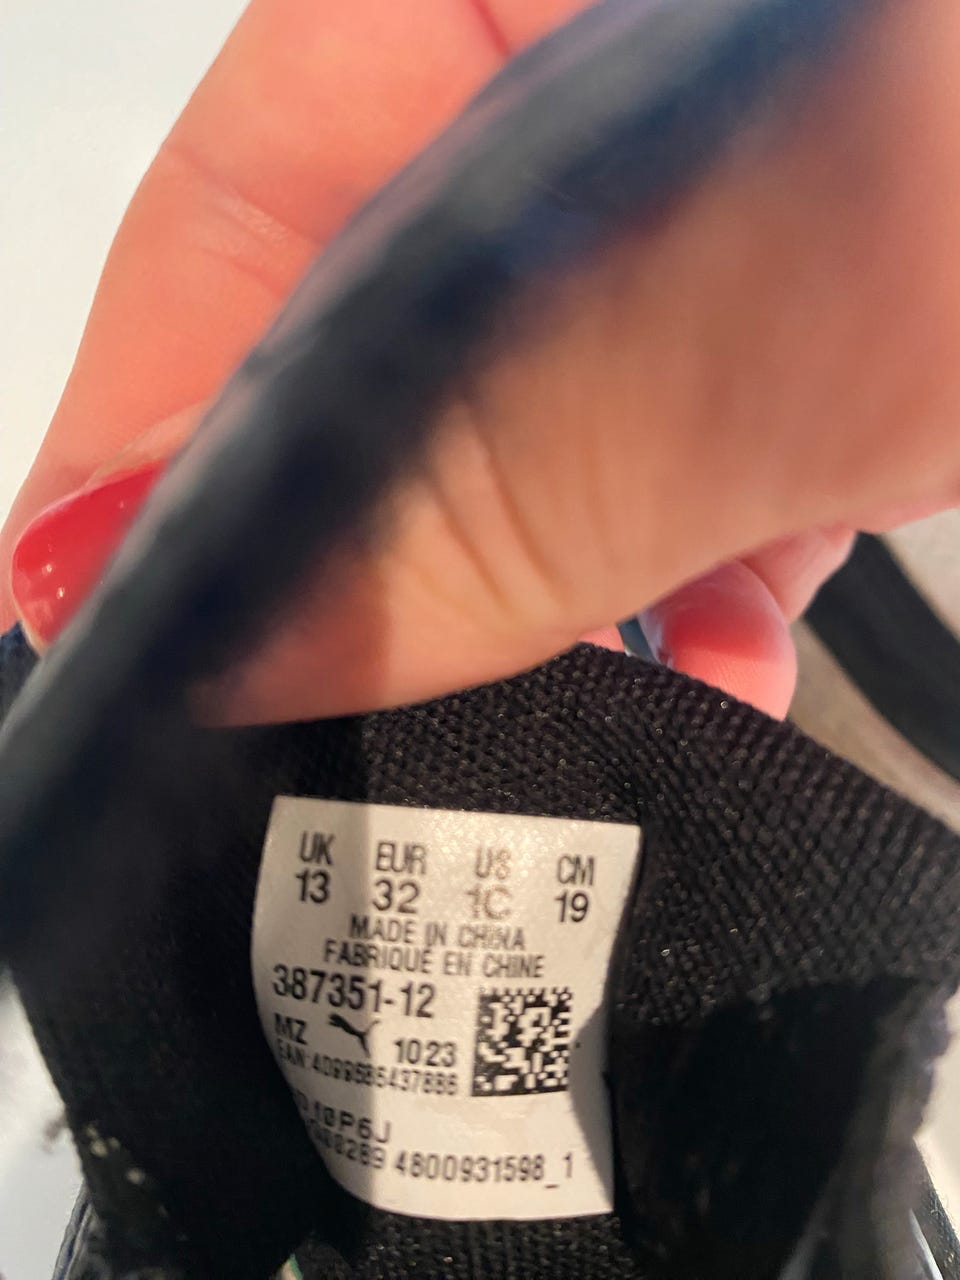 UK EUR US CM
13 32 1C 19
MADE IN CHINA
FABRIQUÉ EN CHINE
387351-12
MZ 1023
4800931598_1